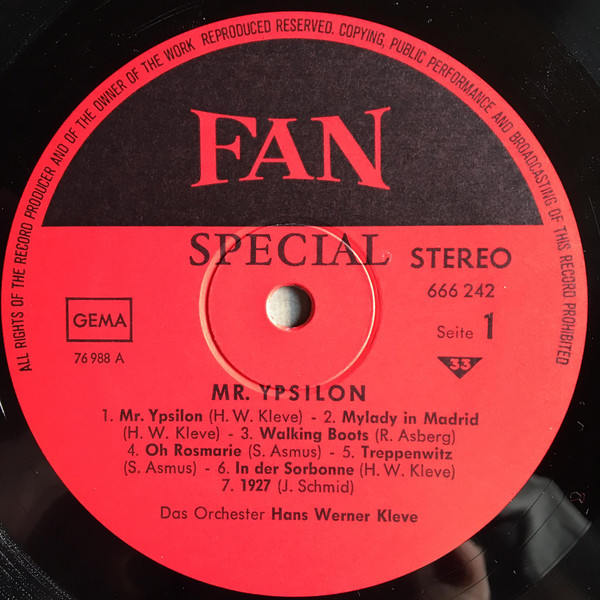 ALL RIGHTS OF THE RECORD PRODUCER AND OF THE OWNER OF THE WORK REPRODUCED RESERVED. COPYING, PUBLIC PERFORMANCE AND BROADCASTING OF THIS RECORD PROHIBITED
FAN
SPECIAL STEREO
666 242
GEMA
Seite 1
76 988 A
33
MR. YPSILON
1. Mr. Ypsilon (H. W. Kleve) - 2. Mylady in Madrid
(H. W. Kleve) - 3. Walking Boots (R. Asberg)
4. Oh Rosmarie (S. Asmus) - 5. Treppenwitz
(S. Asmus) - 6. In der Sorbonne (H. W. Kleve)
7. 1927 (J. Schmid)
Das Orchester Hans Werner Kleve